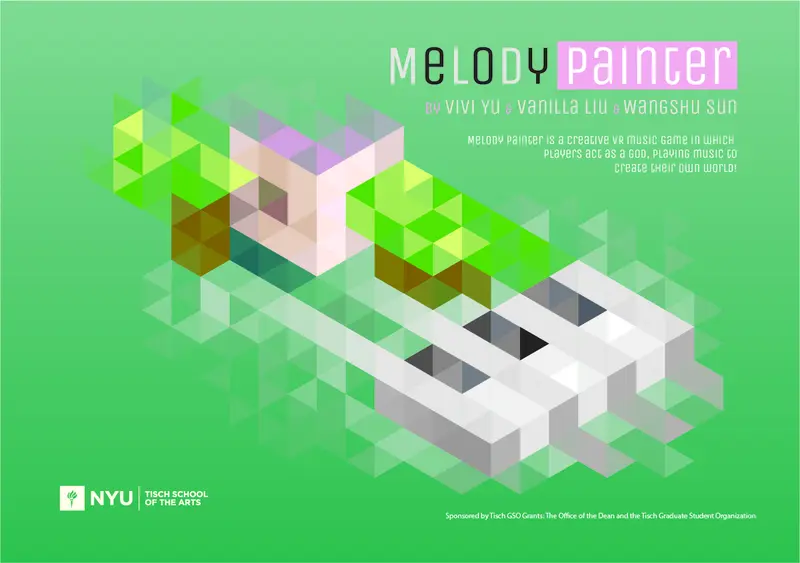 MeLODY Painter
BY VIVI YU & Vanilla Liu & Wangshu Sun
Melody Painter is a creative VR music game in which
players act as a god, playing music to
create their own world!
NYU TISCH SCHOOL
OF THE ARTS
Sponsored by Tisch GSO Grants: The Office of the Dean and the Tisch Graduate Student Organization